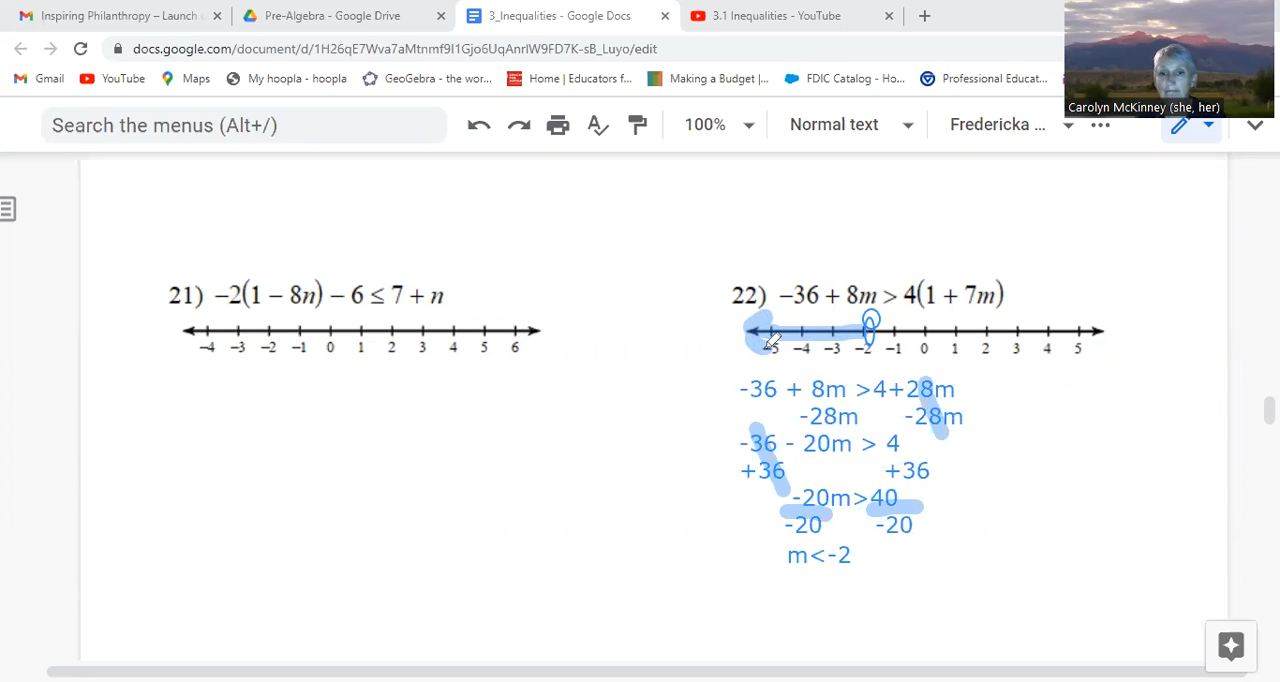 Inspiring Philanthropy – Launch
Pre-Algebra - Google Drive
3_Inequalities - Google Docs
3.1 Inequalities - YouTube
docs.google.com/document/d/1H26qE7Wva7aMtnmf9I1Gjo6UqAnrIW9FD7K-sB_Luyo/edit
Gmail
YouTube
Maps
My hoopla - hoopla
GeoGebra - the wor...
Home | Educators f...
Making a Budget |...
FDIC Catalog - Ho...
Professional Educat...
Carolyn McKinney (she, her)
Search the menus (Alt+/)
100%
Normal text
Fredericka ...
21) −2(1 − 8n) − 6 ≤ 7 + n
−4 −3 −2 −1 0 1 2 3 4 5 6
22) −36 + 8m > 4(1 + 7m)
−5 −4 −3 −2 −1 0 1 2 3 4 5
-36 + 8m >4+28m
-28m -28m
-36 - 20m > 4
+36 +36
-20m>40
-20 -20
m<-2